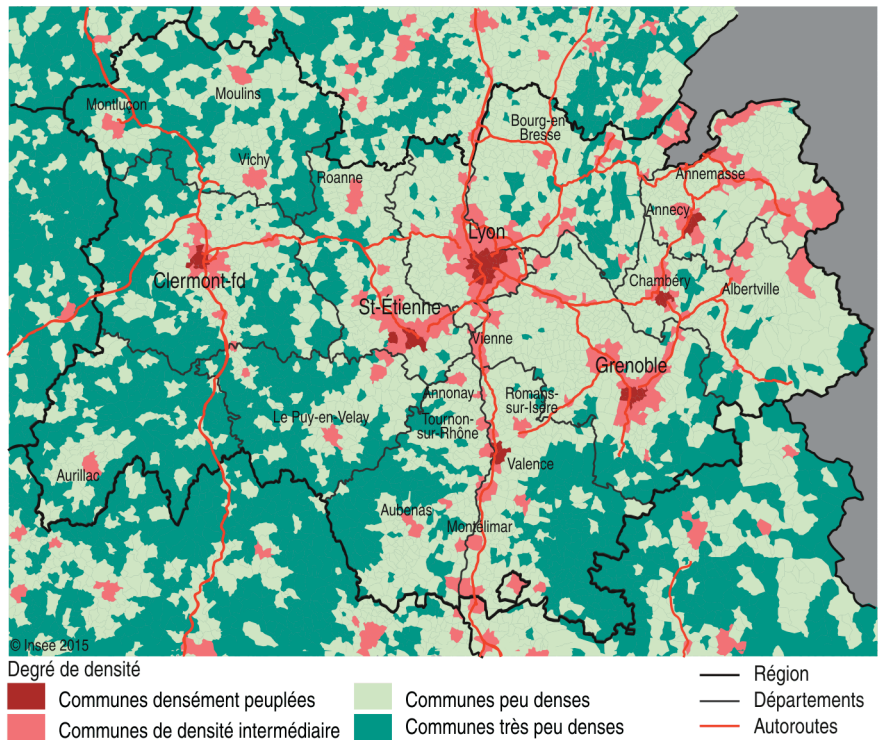 Montluçon
Moulins
Bourg-en
Bresse
Vichy
Roanne
Annemasse
Annecy
Lyon
Clermont-fd
Chambéry
Albertville
St-Étienne
Vienne
Grenoble
Annonay
Romans-
sur-Isère
Le Puy-en-Velay
Tournon-
sur-Rhône
Valence
Aurillac
Aubenas
Montélimar
© Insee 2015
Degré de densité
Communes densément peuplées
Communes de densité intermédiaire
Communes peu denses
Communes très peu denses
Région
Départements
Autoroutes